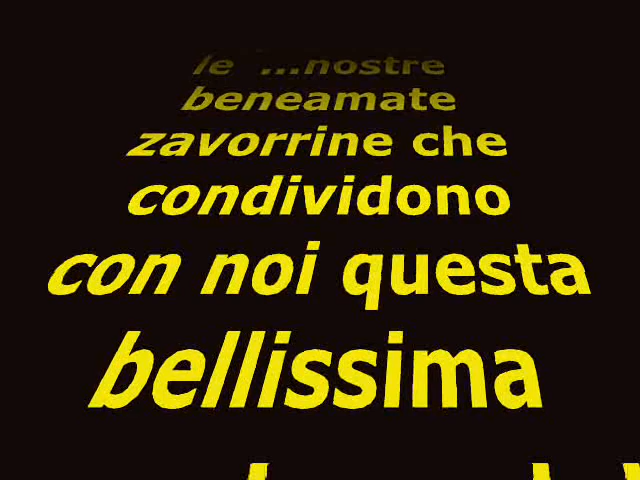 le ...nostre
beneamate
zavorrine che
condividono
con noi questa
bellissima